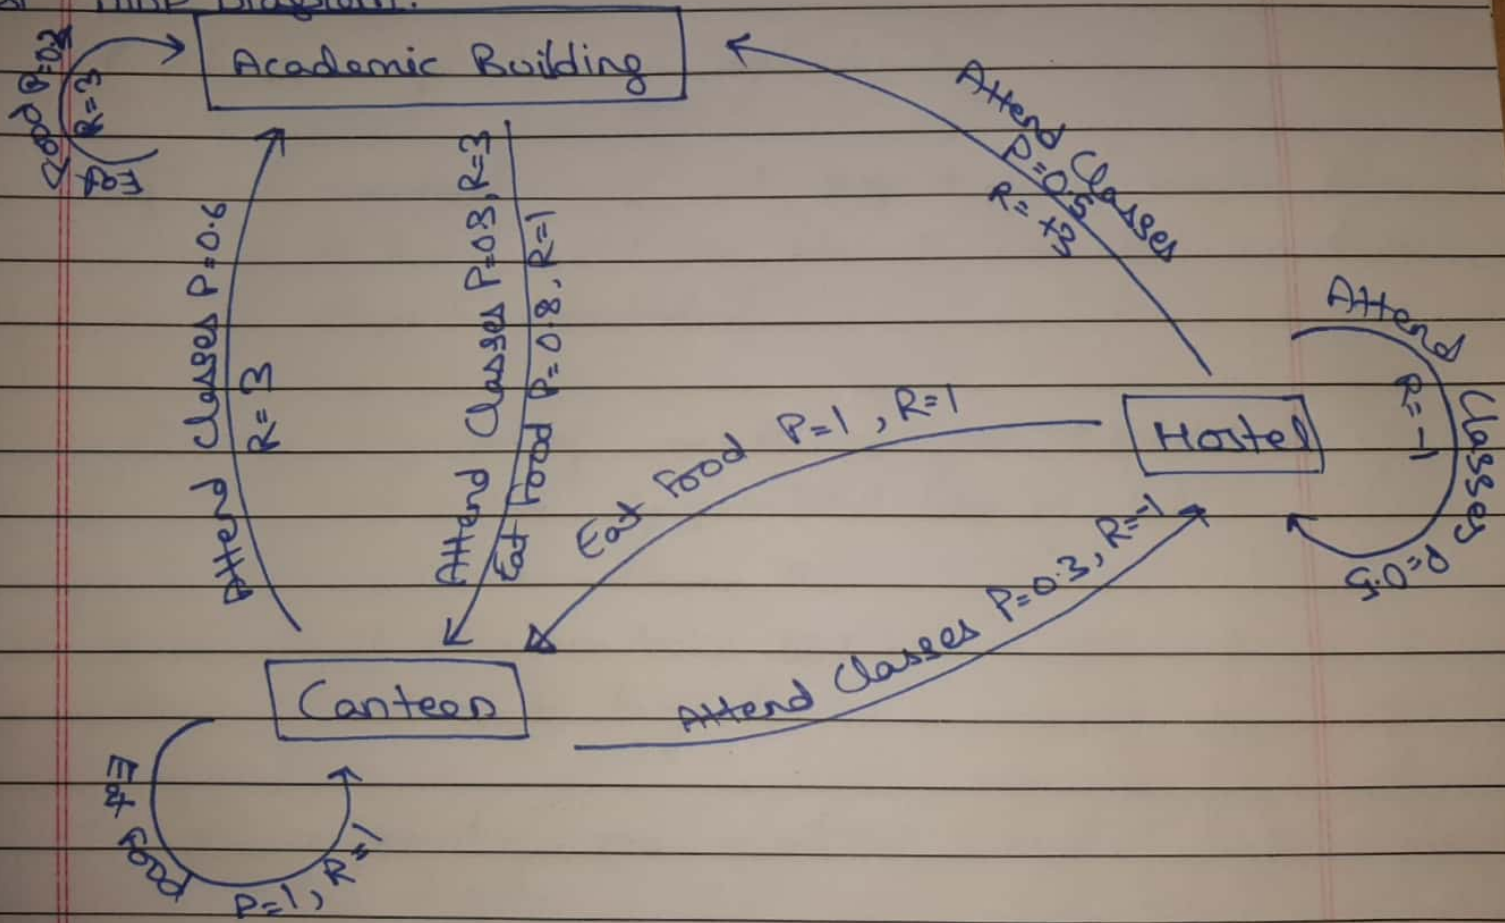 MDP Diagram:
Academic Building
Eat Food P=0.2
R=3
Attend Classes P=0.6
R=3
Attend Classes P=0.3, R=3
Eat Food P=0.8, R=1
Attend Classes
P=0.5
R=+3
Hostel
Attend Classes P=0.5
R=-1
Eat Food P=1, R=1
Attend Classes P=0.3, R=-1
Canteen
Eat Food
P=1, R=1